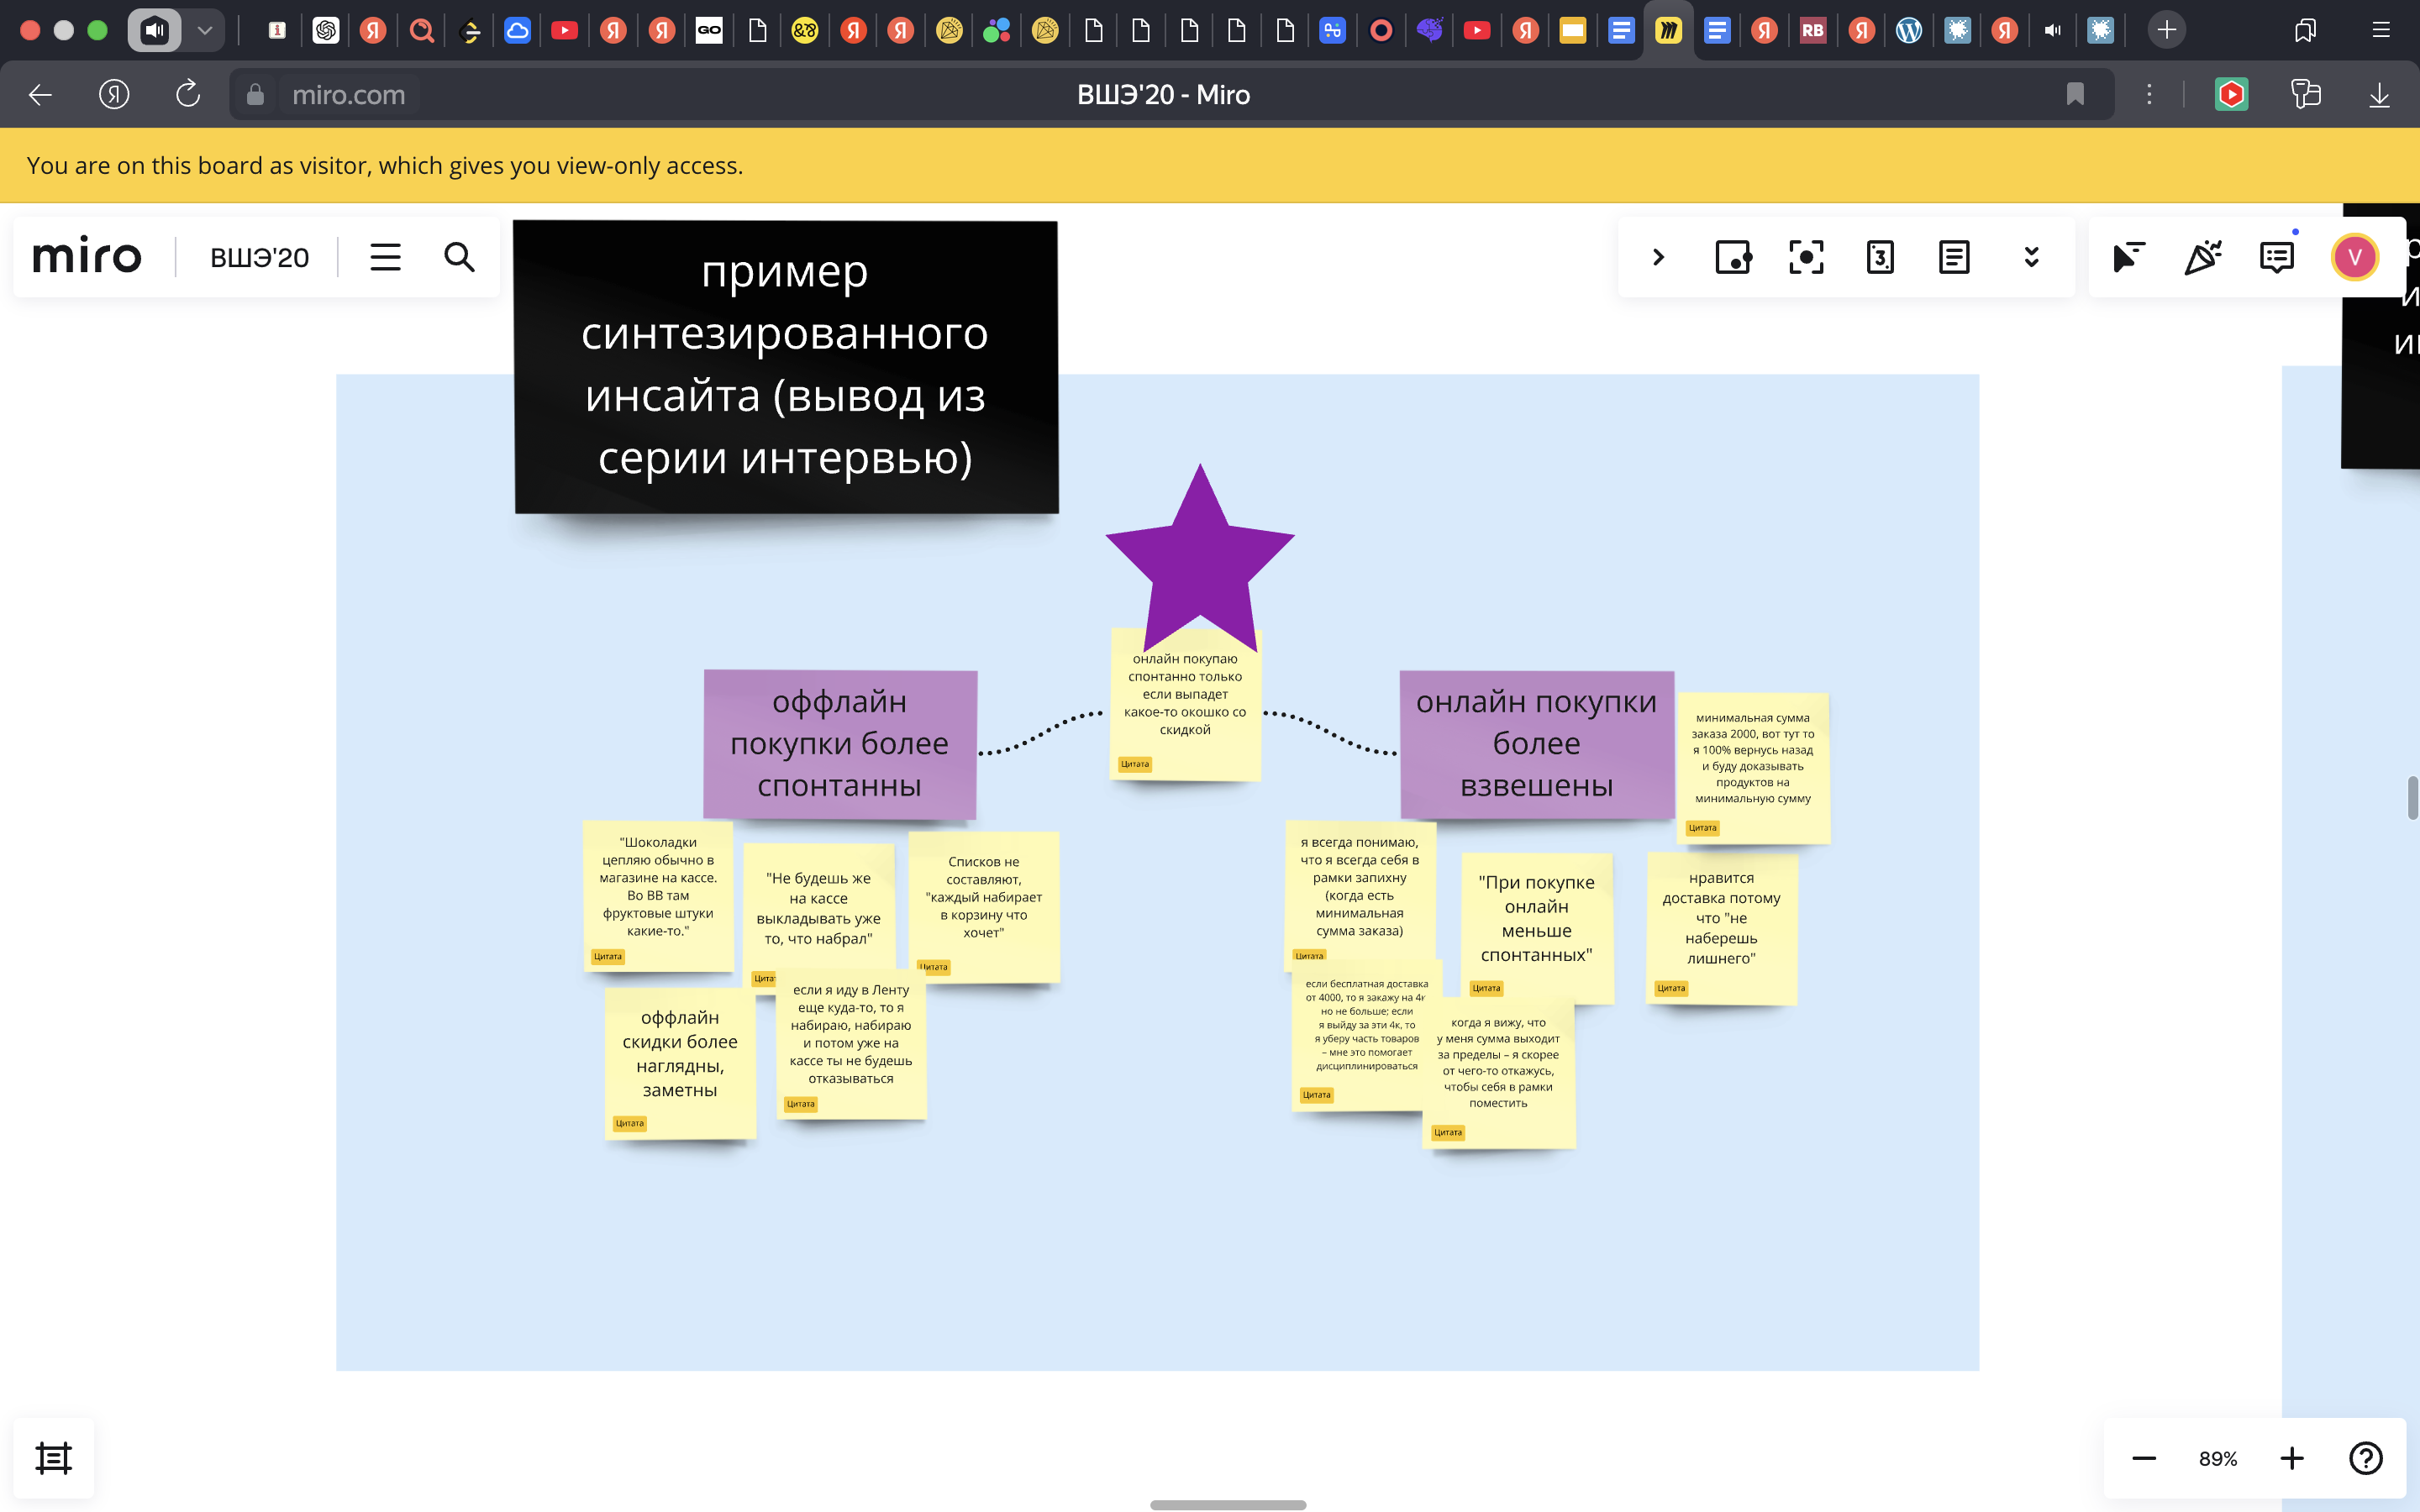 GO
RB
miro.com
ВШЭ'20 - Miro
You are on this board as visitor, which gives you view-only access.
miro
ВШЭ'20
V
пример
синтезированного
инсайта (вывод из
серии интервью)
онлайн покупаю
спонтанно только
если выпадет
какое-то окошко со
скидкой
Цитата
оффлайн
покупки более
спонтанны
"Шоколадки
цепляю обычно в
магазине на кассе.
Во ВВ там
фруктовые штуки
какие-то."
Цитата
"Не будешь же
на кассе
выкладывать уже
то, что набрал"
Списков не
составляют,
"каждый набирает
в корзину что
хочет"
Цитата
оффлайн
скидки более
наглядны,
заметны
Цитата
если я иду в Ленту
еще куда-то, то я
набираю, набираю
и потом уже на
кассе ты не будешь
отказываться
Цитата
онлайн покупки
более
взвешены
минимальная сумма
заказа 2000, вот тут то
я 100% вернусь назад
и буду доказывать
продуктов на
минимальную сумму
Цитата
я всегда понимаю,
что я всегда себя в
рамки запихну
(когда есть
минимальная
сумма заказа)
Цитата
"При покупке
онлайн
меньше
спонтанных"
Цитата
нравится
доставка потому
что "не
наберешь
лишнего"
Цитата
если бесплатная доставка
от 4000, то я закажу на 4к
но не больше; если
я выйду за эти 4к, то
я уберу часть товаров
– мне это помогает
дисциплинироваться
Цитата
когда я вижу, что
у меня сумма выходит
за пределы – я скорее
от чего-то откажусь,
чтобы себя в рамки
поместить
Цитата
89%